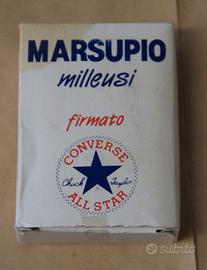 MARSUPIO
milleusi
firmato
CONVERSE
Chuck Taylor
ALL STAR
subito